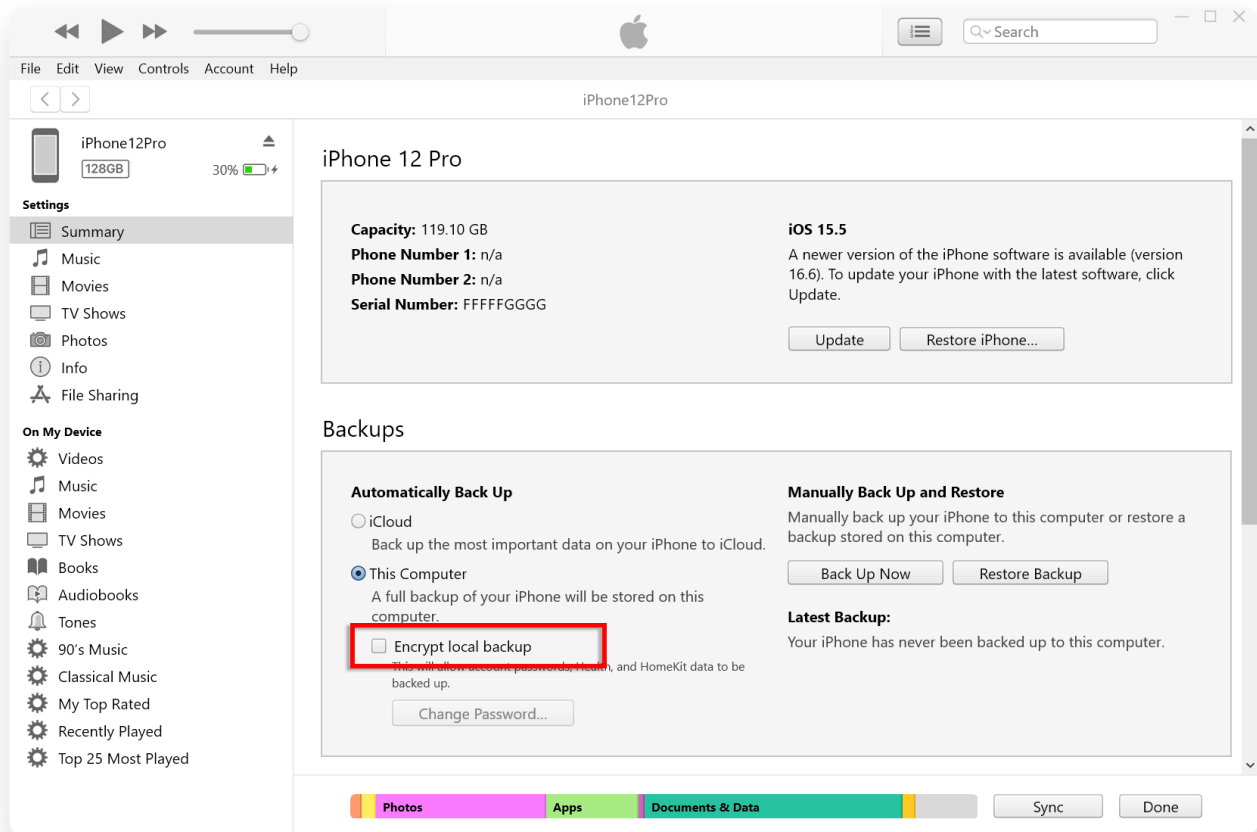 Search
File Edit View Controls Account Help
iPhone12Pro
iPhone12Pro
128GB
30%
Settings
Summary
Music
Movies
TV Shows
Photos
Info
File Sharing
On My Device
Videos
Music
Movies
TV Shows
Books
Audiobooks
Tones
90's Music
Classical Music
My Top Rated
Recently Played
Top 25 Most Played
iPhone 12 Pro
Capacity: 119.10 GB
Phone Number 1: n/a
Phone Number 2: n/a
Serial Number: FFFFFGGGG
iOS 15.5
A newer version of the iPhone software is available (version
16.6). To update your iPhone with the latest software, click
Update.
Update Restore iPhone...
Backups
Automatically Back Up
iCloud
Back up the most important data on your iPhone to iCloud.
This Computer
A full backup of your iPhone will be stored on this
computer.
Encrypt local backup
This will allow account passwords, Health, and HomeKit data to be
backed up.
Change Password...
Manually Back Up and Restore
Manually back up your iPhone to this computer or restore a
backup stored on this computer.
Back Up Now Restore Backup
Latest Backup:
Your iPhone has never been backed up to this computer.
Photos Apps Documents & Data
Sync Done